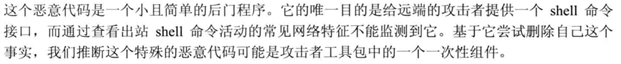 这个恶意代码是一个小且简单的后门程序。它的唯一目的是给远端的攻击者提供一个 shell 命令
接口，而通过查看出站 shell 命令活动的常见网络特征不能监测到它。基于它尝试删除自己这个
事实，我们推断这个特殊的恶意代码可能是攻击者工具包中的一个一次性组件。